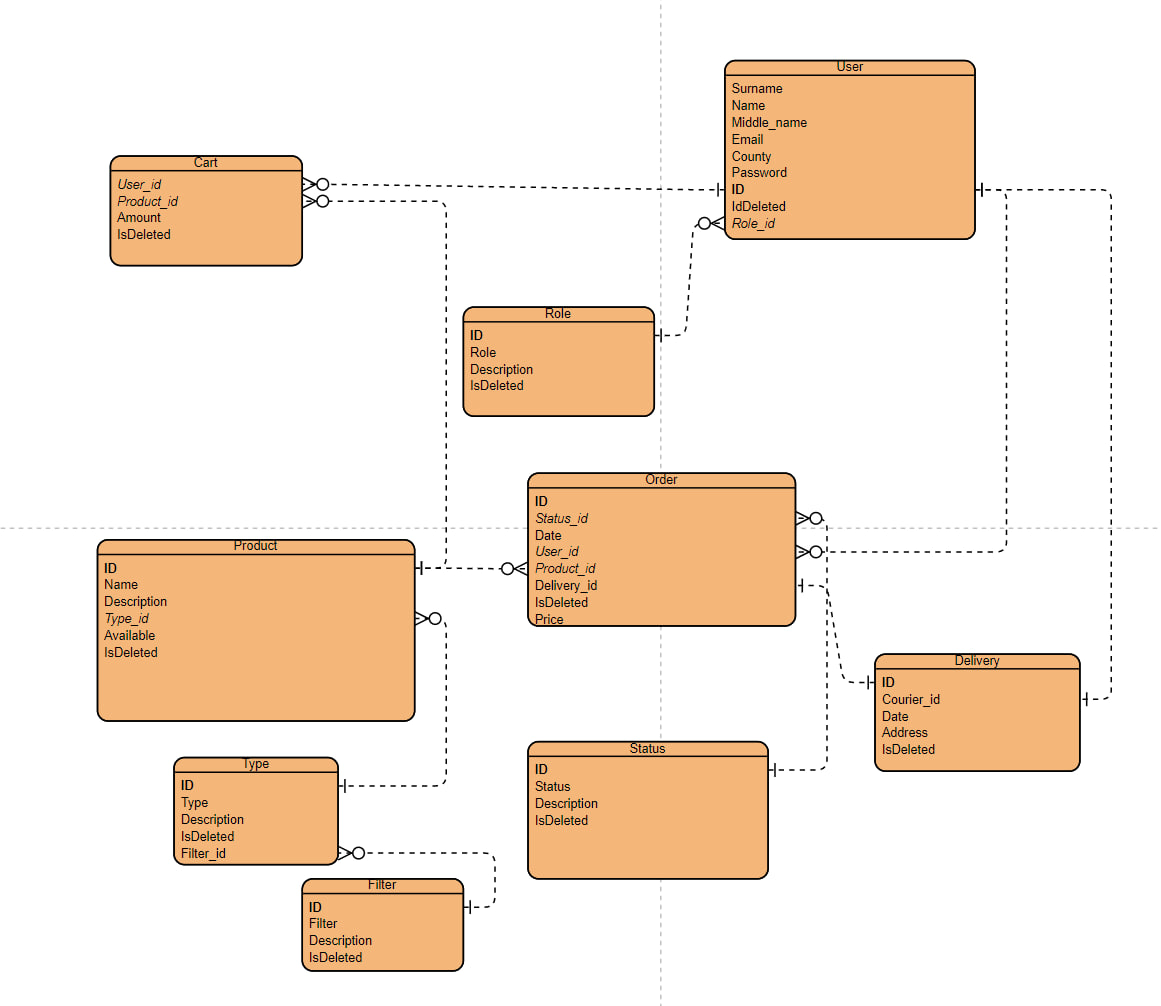 User
Surname
Name
Middle_name
Email
County
Password
ID
IdDeleted
Role_id
Cart
User_id
Product_id
Amount
IsDeleted
Role
ID
Role
Description
IsDeleted
Order
ID
Status_id
Date
User_id
Product_id
Delivery_id
IsDeleted
Price
Product
ID
Name
Description
Type_id
Available
IsDeleted
Delivery
ID
Courier_id
Date
Address
IsDeleted
Status
ID
Status
Description
IsDeleted
Type
ID
Type
Description
IsDeleted
Filter_id
Filter
ID
Filter
Description
IsDeleted